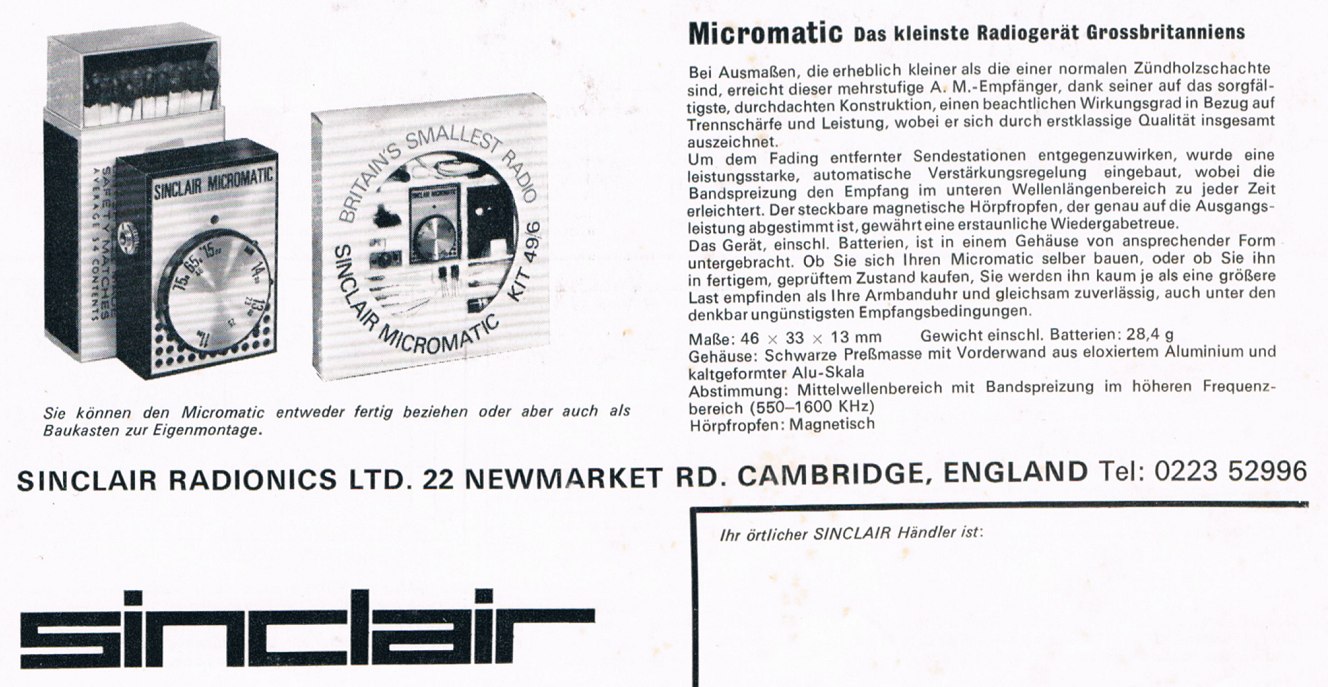 SAFETY MATCHES
AVERAGE 54 CONTENTS
SINCLAIR MICROMATIC
BRITAIN'S SMALLEST RADIO
SINCLAIR MICROMATIC
SINCLAIR MICROMATIC KIT 49/6
Sie können den Micromatic entweder fertig beziehen oder aber auch als
Baukasten zur Eigenmontage.
Micromatic Das kleinste Radiogerät Grossbritanniens
Bei Ausmaßen, die erheblich kleiner als die einer normalen Zündholzschachte
sind, erreicht dieser mehrstufige A. M.-Empfänger, dank seiner auf das sorgfäl-
tigste, durchdachten Konstruktion, einen beachtlichen Wirkungsgrad in Bezug auf
Trennschärfe und Leistung, wobei er sich durch erstklassige Qualität insgesamt
auszeichnet.
Um dem Fading entfernter Sendestationen entgegenzuwirken, wurde eine
leistungsstarke, automatische Verstärkungsregelung eingebaut, wobei die
Bandspreizung den Empfang im unteren Wellenlängenbereich zu jeder Zeit
erleichtert. Der steckbare magnetische Hörpfropfen, der genau auf die Ausgangs-
leistung abgestimmt ist, gewährt eine erstaunliche Wiedergabetreue.
Das Gerät, einschl. Batterien, ist in einem Gehäuse von ansprechender Form
untergebracht. Ob Sie sich Ihren Micromatic selber bauen, oder ob Sie ihn
in fertigem, geprüftem Zustand kaufen, Sie werden ihn kaum je als eine größere
Last empfinden als Ihre Armbanduhr und gleichsam zuverlässig, auch unter den
denkbar ungünstigsten Empfangsbedingungen.
Maße: 46 × 33 × 13 mm Gewicht einschl. Batterien: 28,4 g
Gehäuse: Schwarze Preßmasse mit Vorderwand aus eloxiertem Aluminium und
kaltgeformter Alu-Skala
Abstimmung: Mittelwellenbereich mit Bandspreizung im höheren Frequenz-
bereich (550–1600 KHz)
Hörpfropfen: Magnetisch
SINCLAIR RADIONICS LTD. 22 NEWMARKET RD. CAMBRIDGE, ENGLAND Tel: 0223 52996
Ihr örtlicher SINCLAIR Händler ist:
sinclair